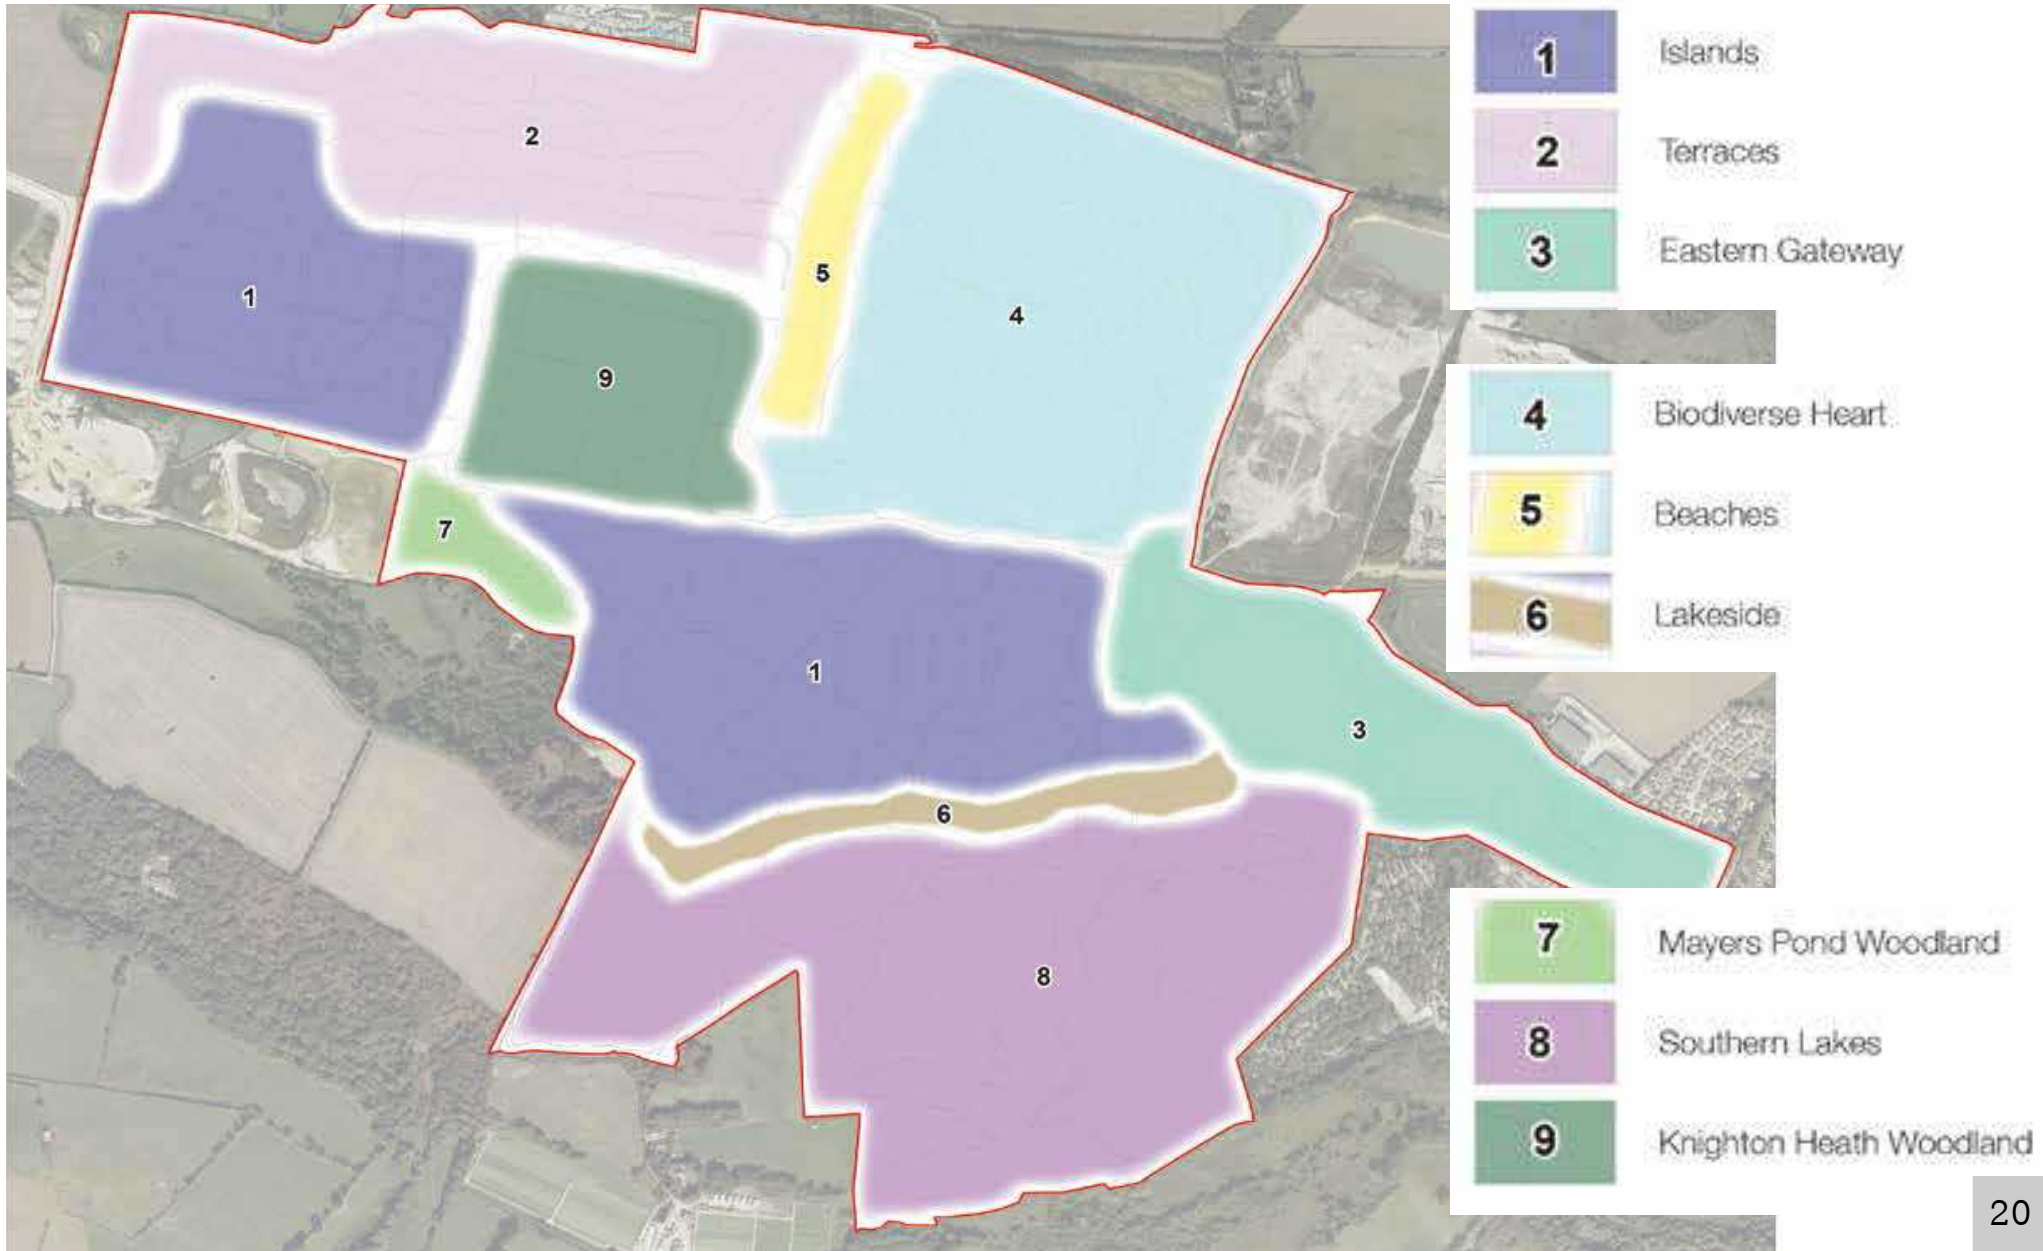 1 Islands
2
2 Terraces
3 Eastern Gateway
5
1
4
9
4 Biodiverse Heart
5 Beaches
7
6 Lakeside
1
3
6
7 Mayers Pond Woodland
8
8 Southern Lakes
9 Knighton Heath Woodland
20